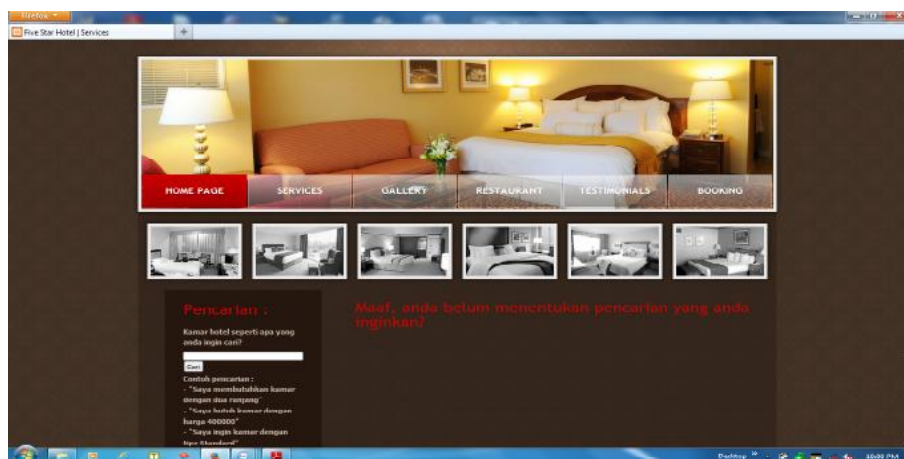 Firefox
Five Star Hotel | Services
HOME PAGE SERVICES GALLERY RESTAURANT TESTIMONIALS BOOKING
Pencarian :
Kamar hotel seperti apa yang
anda ingin cari?
Cari
Contoh pencarian :
- "Saya membutuhkan kamar
dengan dua ranjang"
- "Saya butuh kamar dengan
harga 400000"
- "Saya ingin kamar dengan
tipe Standard"
Maaf, anda belum menentukan pencarian yang anda
inginkan?
Desktop